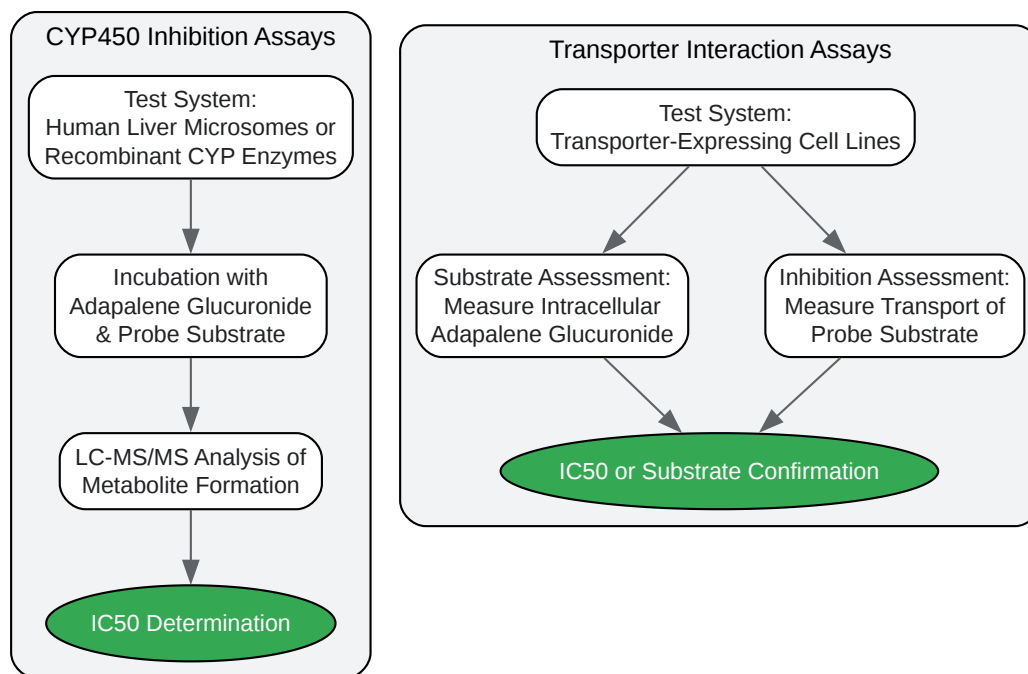 CYP450 Inhibition Assays
Test System:
Human Liver Microsomes or
Recombinant CYP Enzymes
Incubation with
Adapalene Glucuronide
& Probe Substrate
LC-MS/MS Analysis of
Metabolite Formation
IC50 Determination
Transporter Interaction Assays
Test System:
Transporter-Expressing Cell Lines
Substrate Assessment:
Measure Intracellular
Adapalene Glucuronide
Inhibition Assessment:
Measure Transport of
Probe Substrate
IC50 or Substrate Confirmation